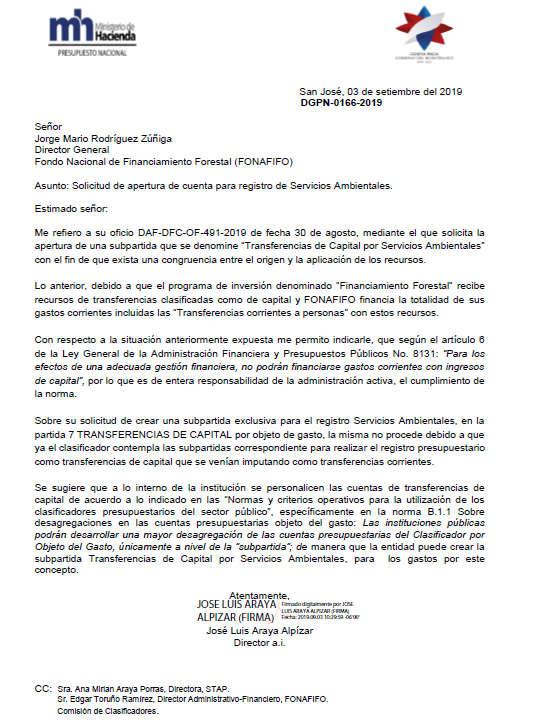 mh Ministerio de
Hacienda
PRESUPUESTO NACIONAL
COSTA RICA
GOBIERNO DEL BICENTENARIO
San José, 03 de setiembre del 2019
DGPN-0166-2019
Señor
Jorge Mario Rodríguez Zúñiga
Director General
Fondo Nacional de Financiamiento Forestal (FONAFIFO)
Asunto: Solicitud de apertura de cuenta para registro de Servicios Ambientales.
Estimado señor:
Me refiero a su oficio DAF-DFC-OF-491-2019 de fecha 30 de agosto, mediante el que solicita la
apertura de una subpartida que se denomine “Transferencias de Capital por Servicios Ambientales”
con el fin de que exista una congruencia entre el origen y la aplicación de los recursos.
Lo anterior, debido a que el programa de inversión denominado “Financiamiento Forestal” recibe
recursos de transferencias clasificadas como de capital y FONAFIFO financia la totalidad de sus
gastos corrientes incluidas las “Transferencias corrientes a personas” con estos recursos.
Con respecto a la situación anteriormente expuesta me permito indicarle, que según el artículo 6
de la Ley General de la Administración Financiera y Presupuestos Públicos No. 8131: "Para los
efectos de una adecuada gestión financiera, no podrán financiarse gastos corrientes con ingresos
de capital", por lo que es de entera responsabilidad de la administración activa, el cumplimiento de
la norma.
Sobre su solicitud de crear una subpartida exclusiva para el registro Servicios Ambientales, en la
partida 7 TRANSFERENCIAS DE CAPITAL por objeto de gasto, la misma no procede debido a que
ya el clasificador contempla las subpartidas correspondiente para realizar el registro presupuestario
como transferencias de capital que se venían imputando como transferencias corrientes.
Se sugiere que a lo interno de la institución se personalicen las cuentas de transferencias de
capital de acuerdo a lo indicado en las “Normas y criterios operativos para la utilización de los
clasificadores presupuestarios del sector público”, específicamente en la norma B.1.1 Sobre
desagregaciones en las cuentas presupuestarias objeto del gasto: Las instituciones públicas
podrán desarrollar una mayor desagregación de las cuentas presupuestarias del Clasificador por
Objeto del Gasto, únicamente a nivel de la "subpartida"; de manera que la entidad puede crear la
subpartida Transferencias de Capital por Servicios Ambientales, para los gastos por este
concepto.
Atentamente,
JOSE LUIS ARAYA
ALPIZAR (FIRMA)
Firmado digitalmente por JOSE
LUIS ARAYA ALPIZAR (FIRMA)
Fecha: 2019.09.03 10:29:59 -06'00'
José Luis Araya Alpízar
Director a.i.
CC: Sra. Ana Mirian Araya Porras, Directora, STAP.
Sr. Edgar Toruño Ramírez, Director Administrativo-Financiero, FONAFIFO.
Comisión de Clasificadores.